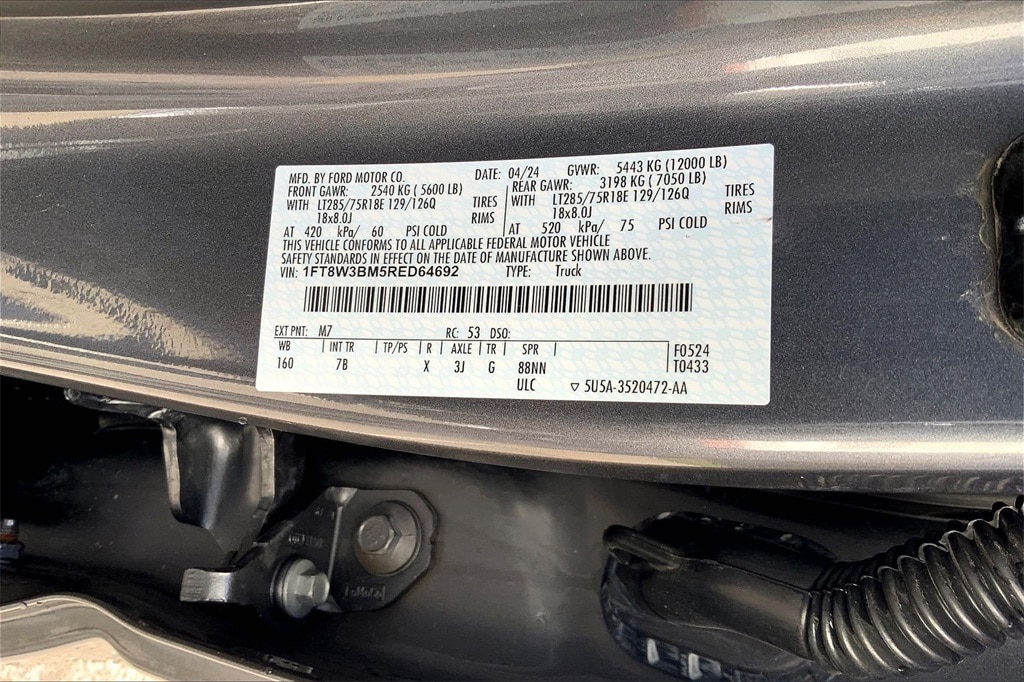 MFD. BY FORD MOTOR CO. DATE: 04/24 GVWR: 5443 KG (12000 LB)
FRONT GAWR: 2540 KG ( 5600 LB) REAR GAWR: 3198 KG ( 7050 LB)
WITH LT285/75R18E 129/126Q TIRES WITH LT285/75R18E 129/126Q TIRES
18x8.0J RIMS 18x8.0J RIMS
AT 420 kPa/ 60 PSI COLD AT 520 kPa/ 75 PSI COLD
THIS VEHICLE CONFORMS TO ALL APPLICABLE FEDERAL MOTOR VEHICLE
SAFETY STANDARDS IN EFFECT ON THE DATE OF MANUFACTURE SHOWN ABOVE.
VIN: 1FT8W3BM5RED64692 TYPE: Truck
EXT PNT: M7 RC: 53 DSO:
WB INT TR TP/PS R AXLE TR SPR F0524
160 7B X 3J G 88NN T0433
ULC ▽ 5U5A-3520472-AA